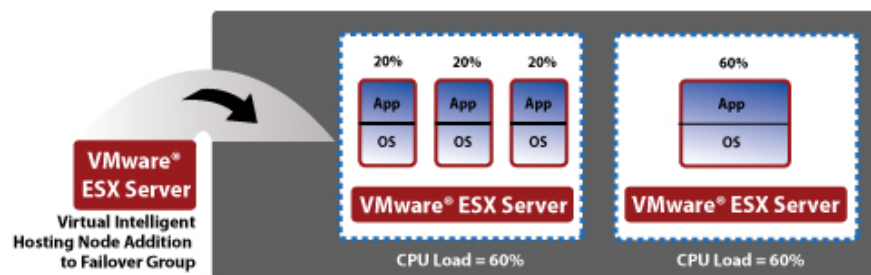 20% 20% 20%
App App App
OS OS OS
VMware® ESX Server
CPU Load = 60%
60%
App
OS
VMware® ESX Server
CPU Load = 60%
VMware®
ESX Server
Virtual Intelligent
Hosting Node Addition
to Failover Group